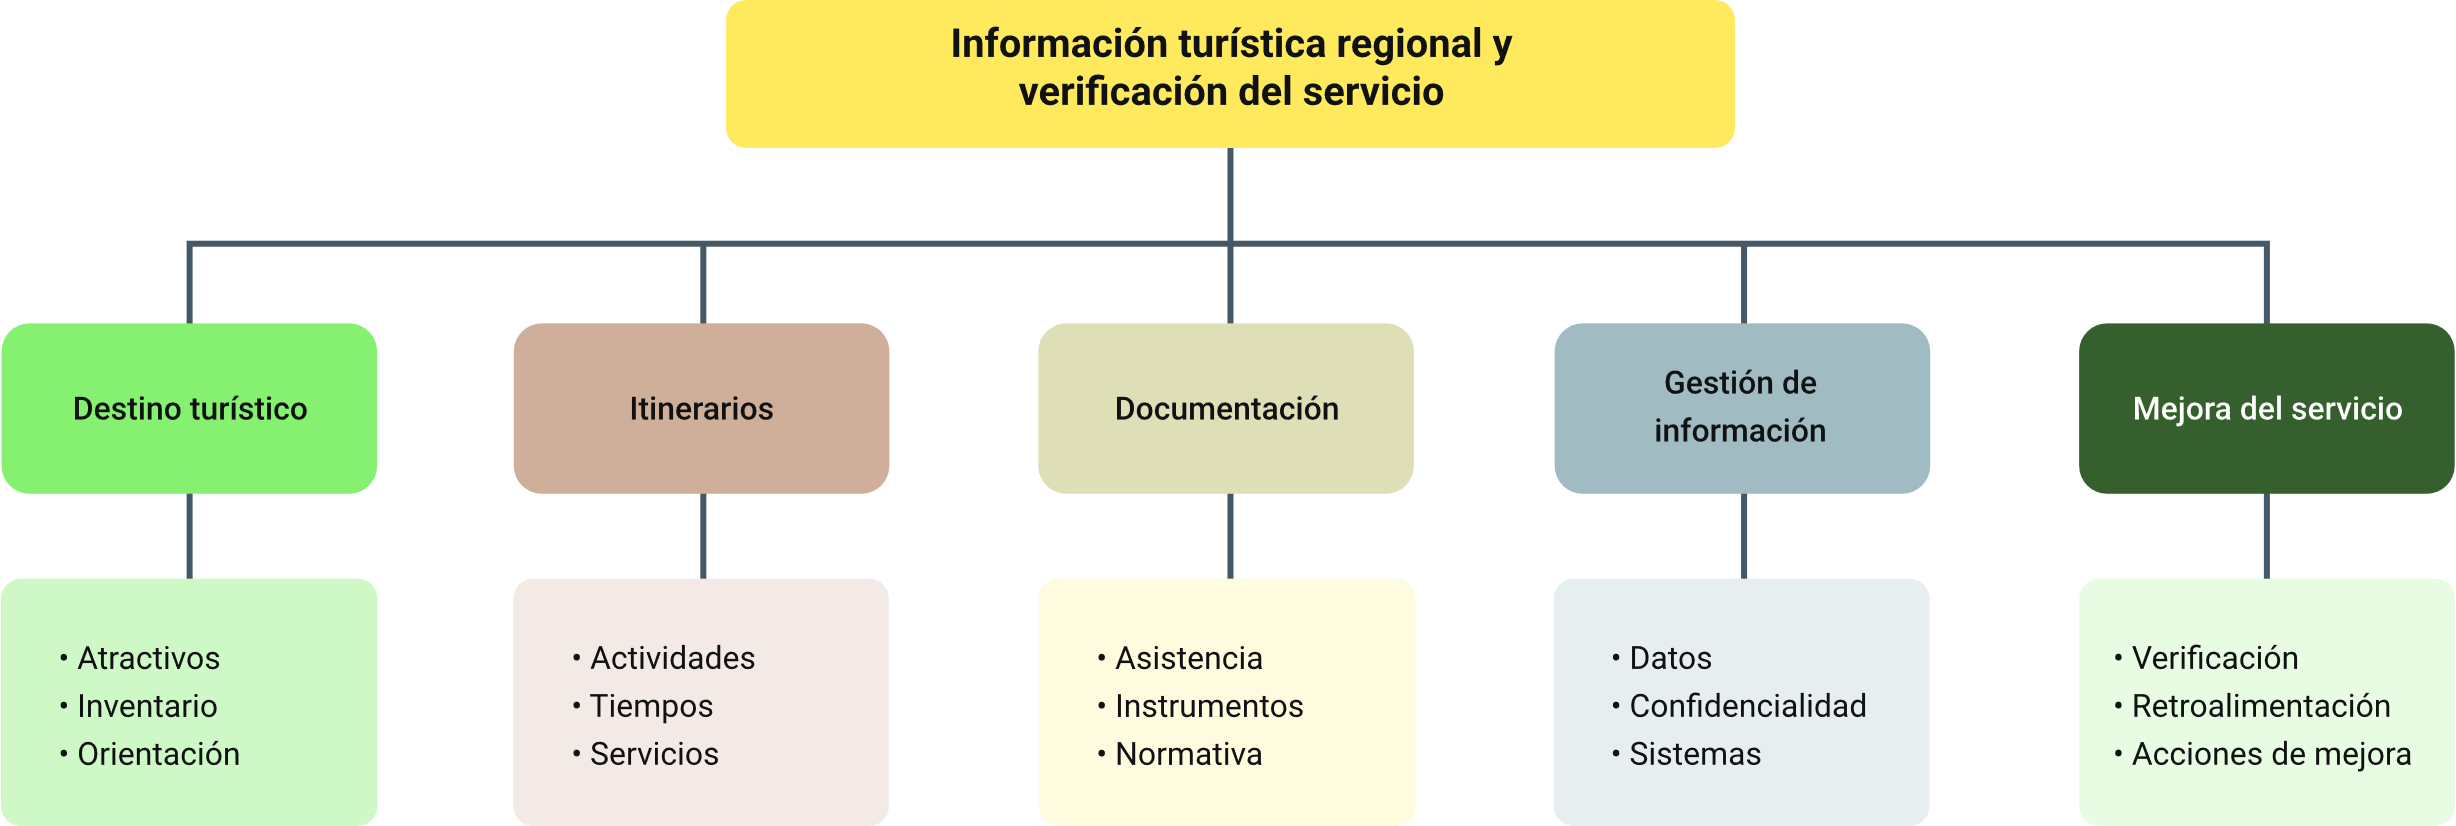 Información turística regional y
verificación del servicio
Destino turístico
Itinerarios
Documentación
Gestión de
información
Mejora del servicio
• Atractivos
• Inventario
• Orientación
• Actividades
• Tiempos
• Servicios
• Asistencia
• Instrumentos
• Normativa
• Datos
• Confidencialidad
• Sistemas
• Verificación
• Retroalimentación
• Acciones de mejora